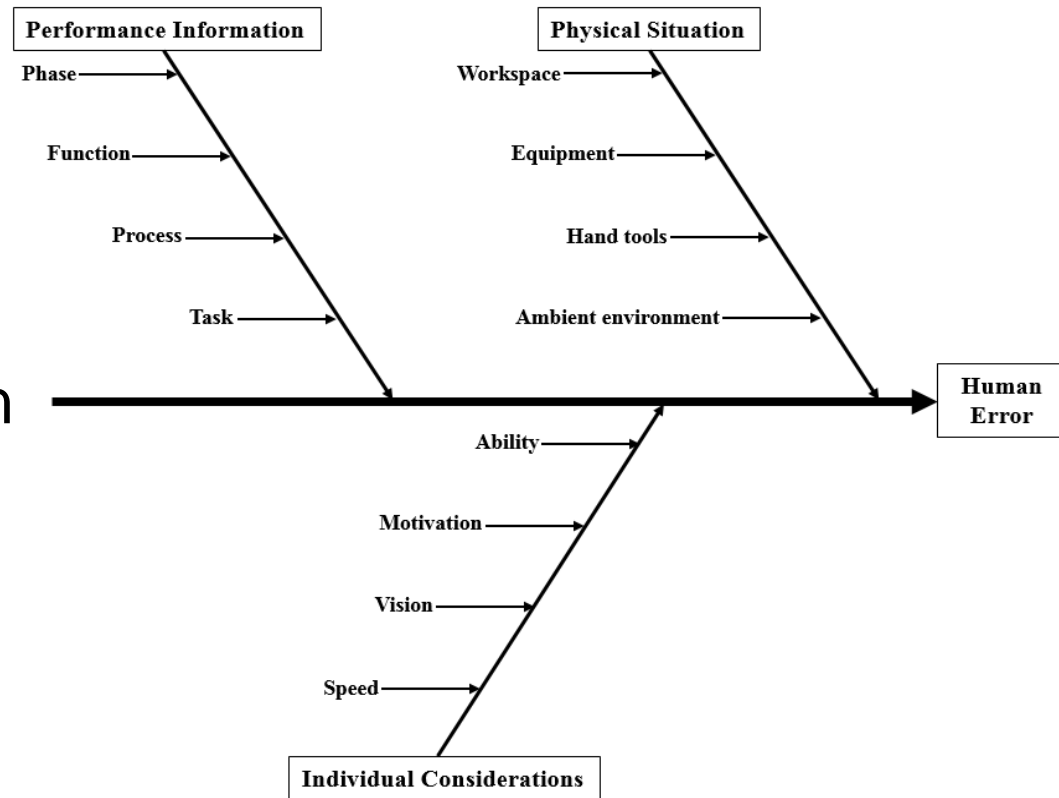 Performance Information
Physical Situation
Phase
Workspace
Function
Equipment
Process
Hand tools
Task
Ambient environment
n
Human
Error
Ability
Motivation
Vision
Speed
Individual Considerations